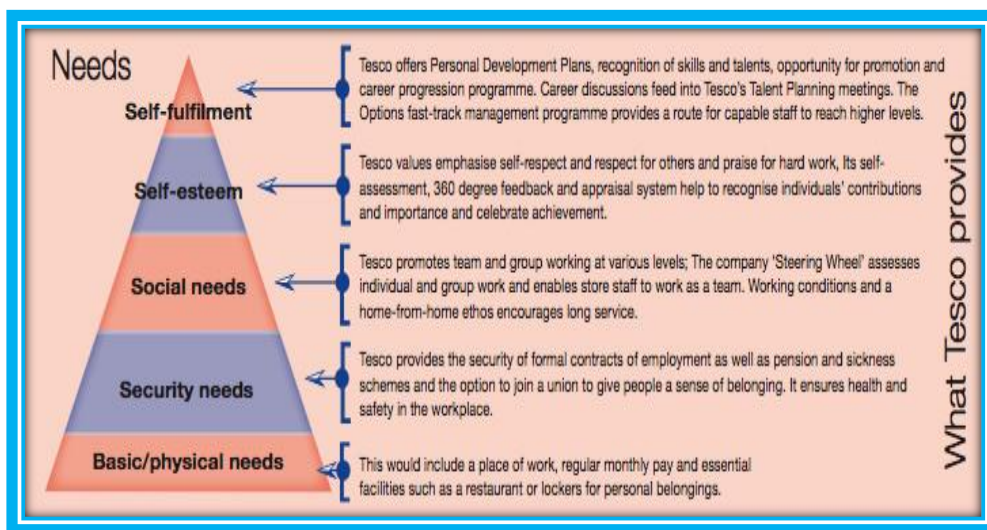 Needs
Self-fulfilment
Tesco offers Personal Development Plans, recognition of skills and talents, opportunity for promotion and
career progression programme. Career discussions feed into Tesco's Talent Planning meetings. The
Options fast-track management programme provides a route for capable staff to reach higher levels.
Self-esteem
Tesco values emphasise self-respect and respect for others and praise for hard work, Its self-
assessment, 360 degree feedback and appraisal system help to recognise individuals' contributions
and importance and celebrate achievement.
Social needs
Tesco promotes team and group working at various levels; The company 'Steering Wheel' assesses
individual and group work and enables store staff to work as a team. Working conditions and a
home-from-home ethos encourages long service.
Security needs
Tesco provides the security of formal contracts of employment as well as pension and sickness
schemes and the option to join a union to give people a sense of belonging. It ensures health and
safety in the workplace.
Basic/physical needs
This would include a place of work, regular monthly pay and essential
facilities such as a restaurant or lockers for personal belongings.
What Tesco provides